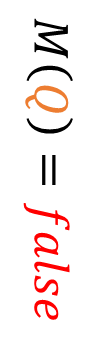 M(Q) = false